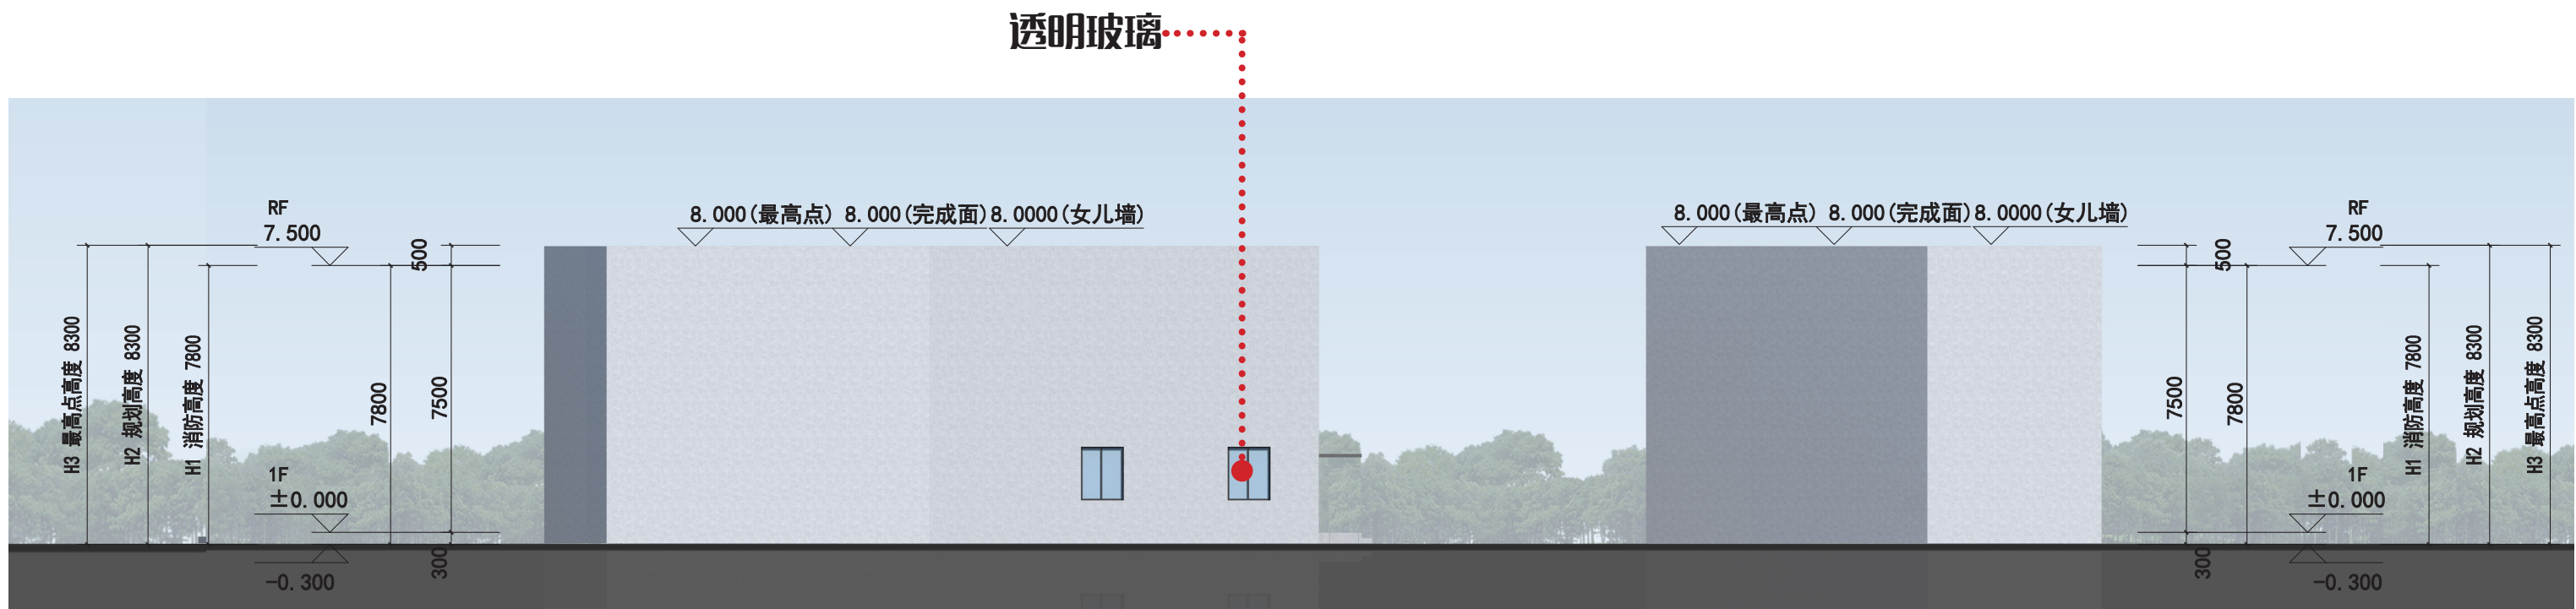 透明玻璃
8.000(最高点) 8.000(完成面) 8.0000(女儿墙)
8.000(最高点) 8.000(完成面) 8.0000(女儿墙)
RF
7.500
500
H3 最高点高度 8300
H2 规划高度 8300
H1 消防高度 7800
7800
7500
1F
±0.000
300
-0.300
RF
7.500
500
7500
7800
H1 消防高度 7800
H2 规划高度 8300
H3 最高点高度 8300
1F
±0.000
300
-0.300